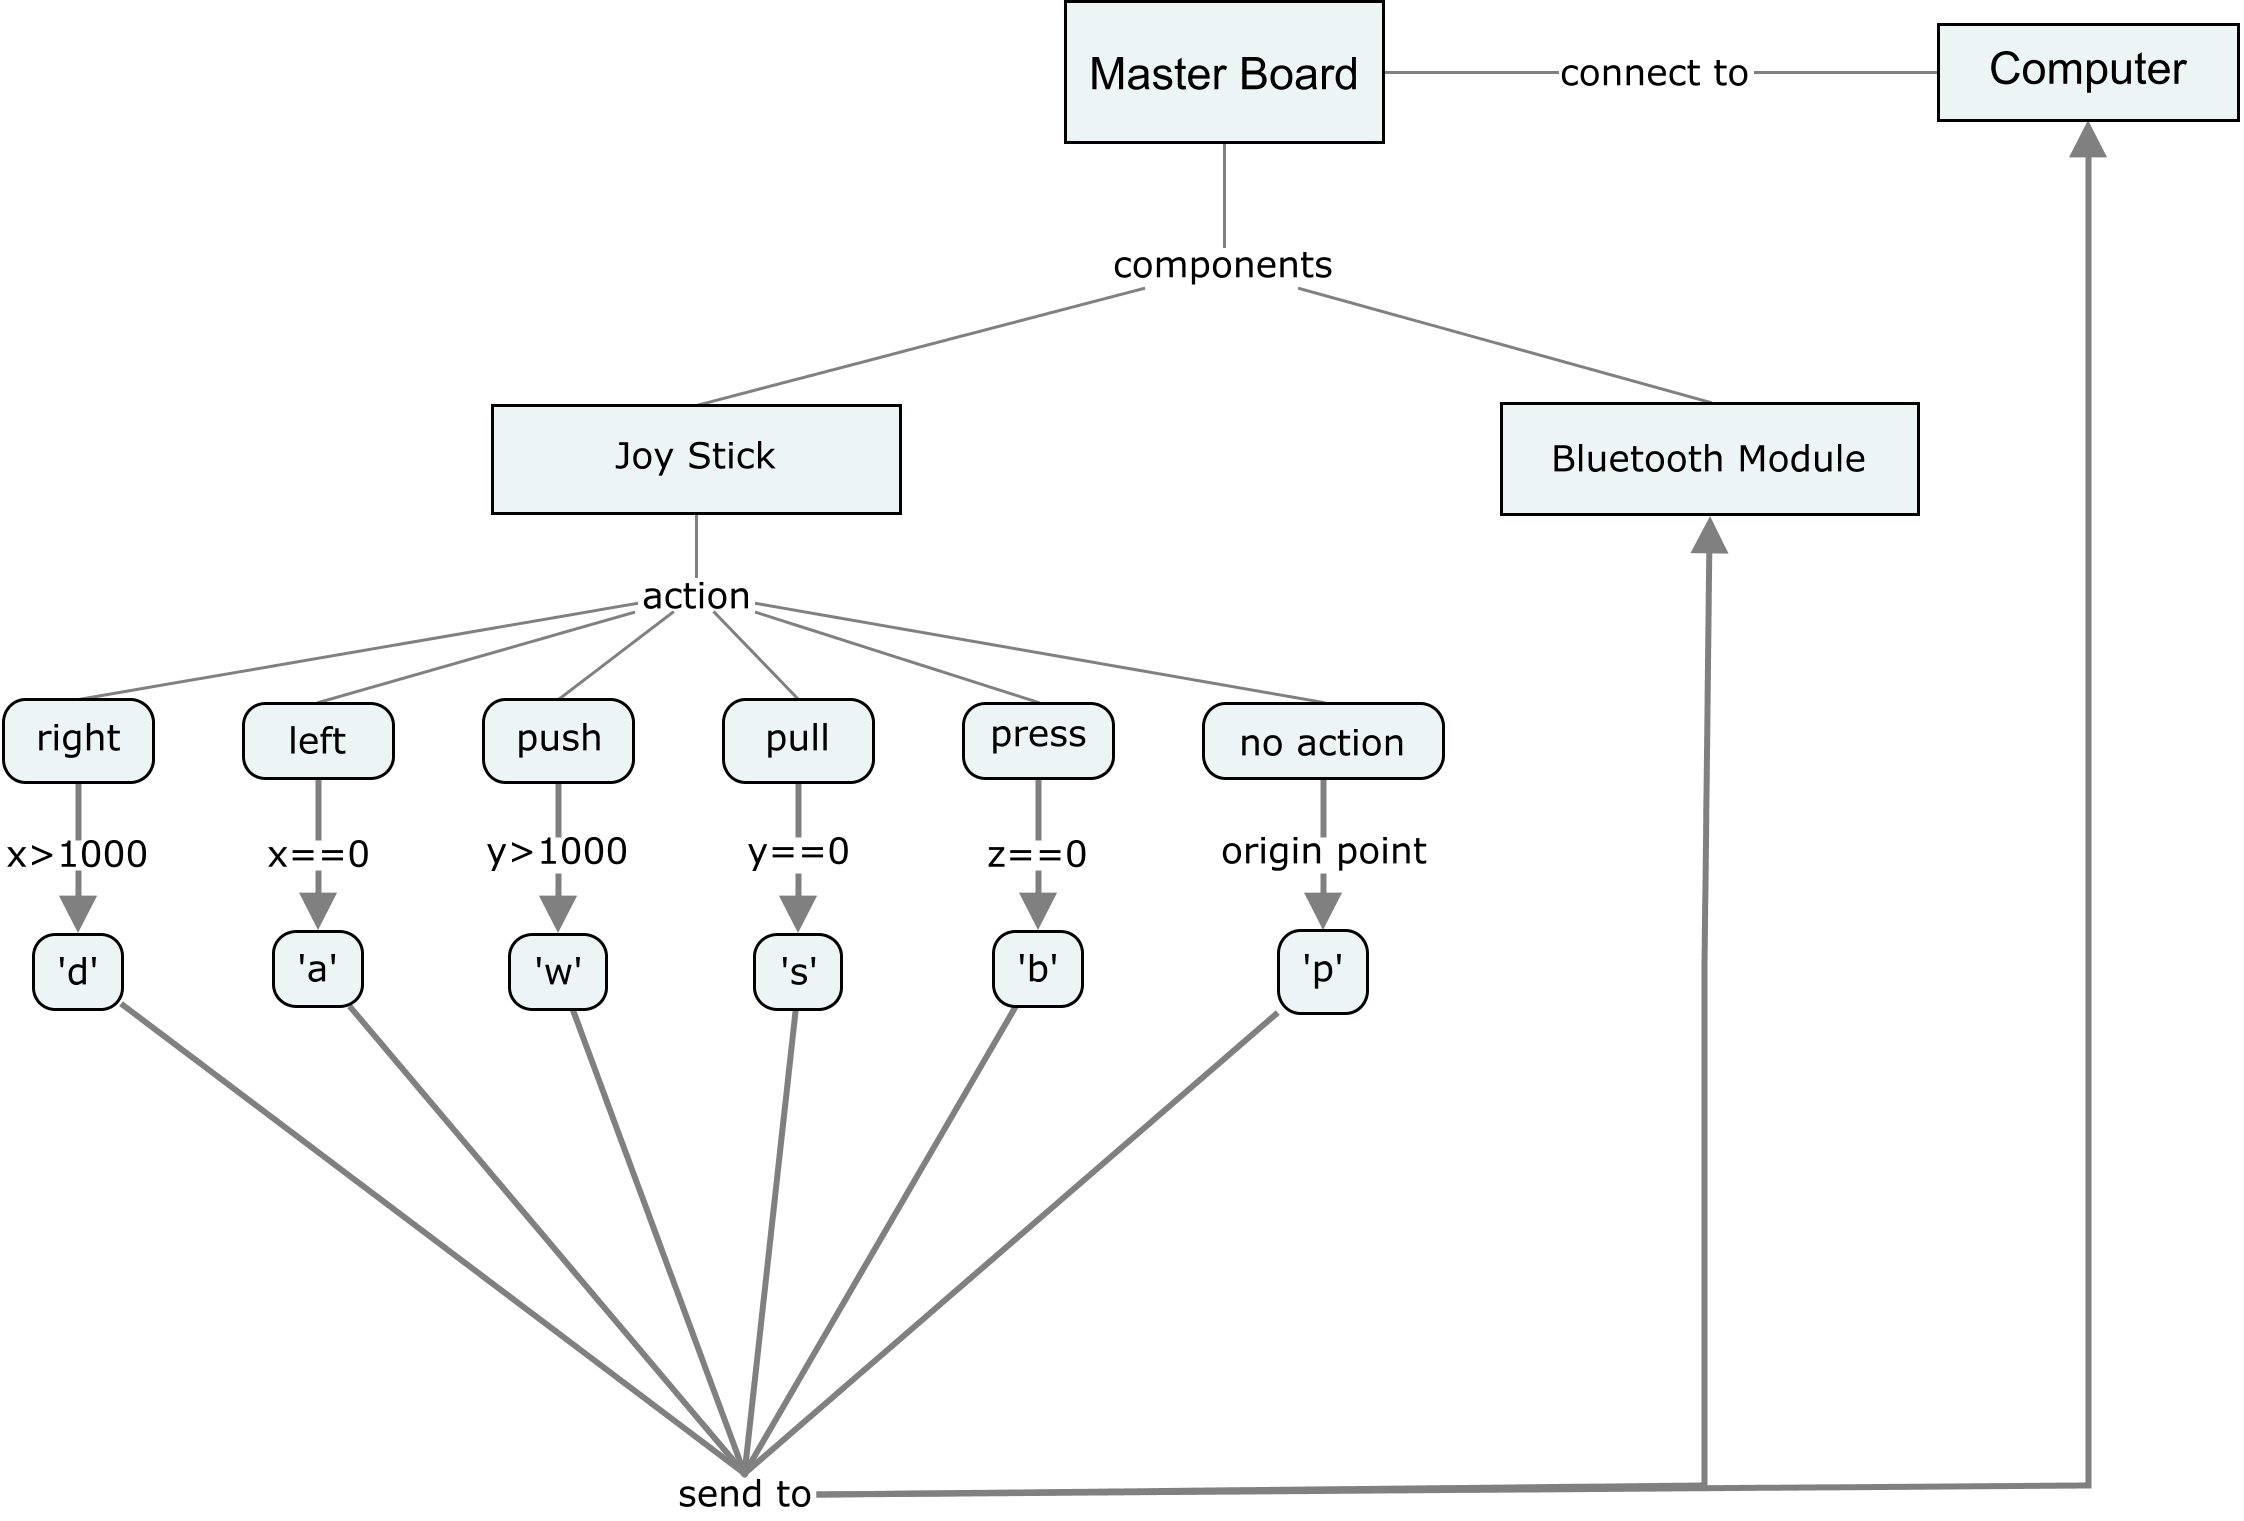 Master Board
connect to
Computer
components
Joy Stick
Bluetooth Module
action
right
left
push
pull
press
no action
x>1000
x==0
y>1000
y==0
z==0
origin point
'd'
'a'
'w'
's'
'b'
'p'
send to